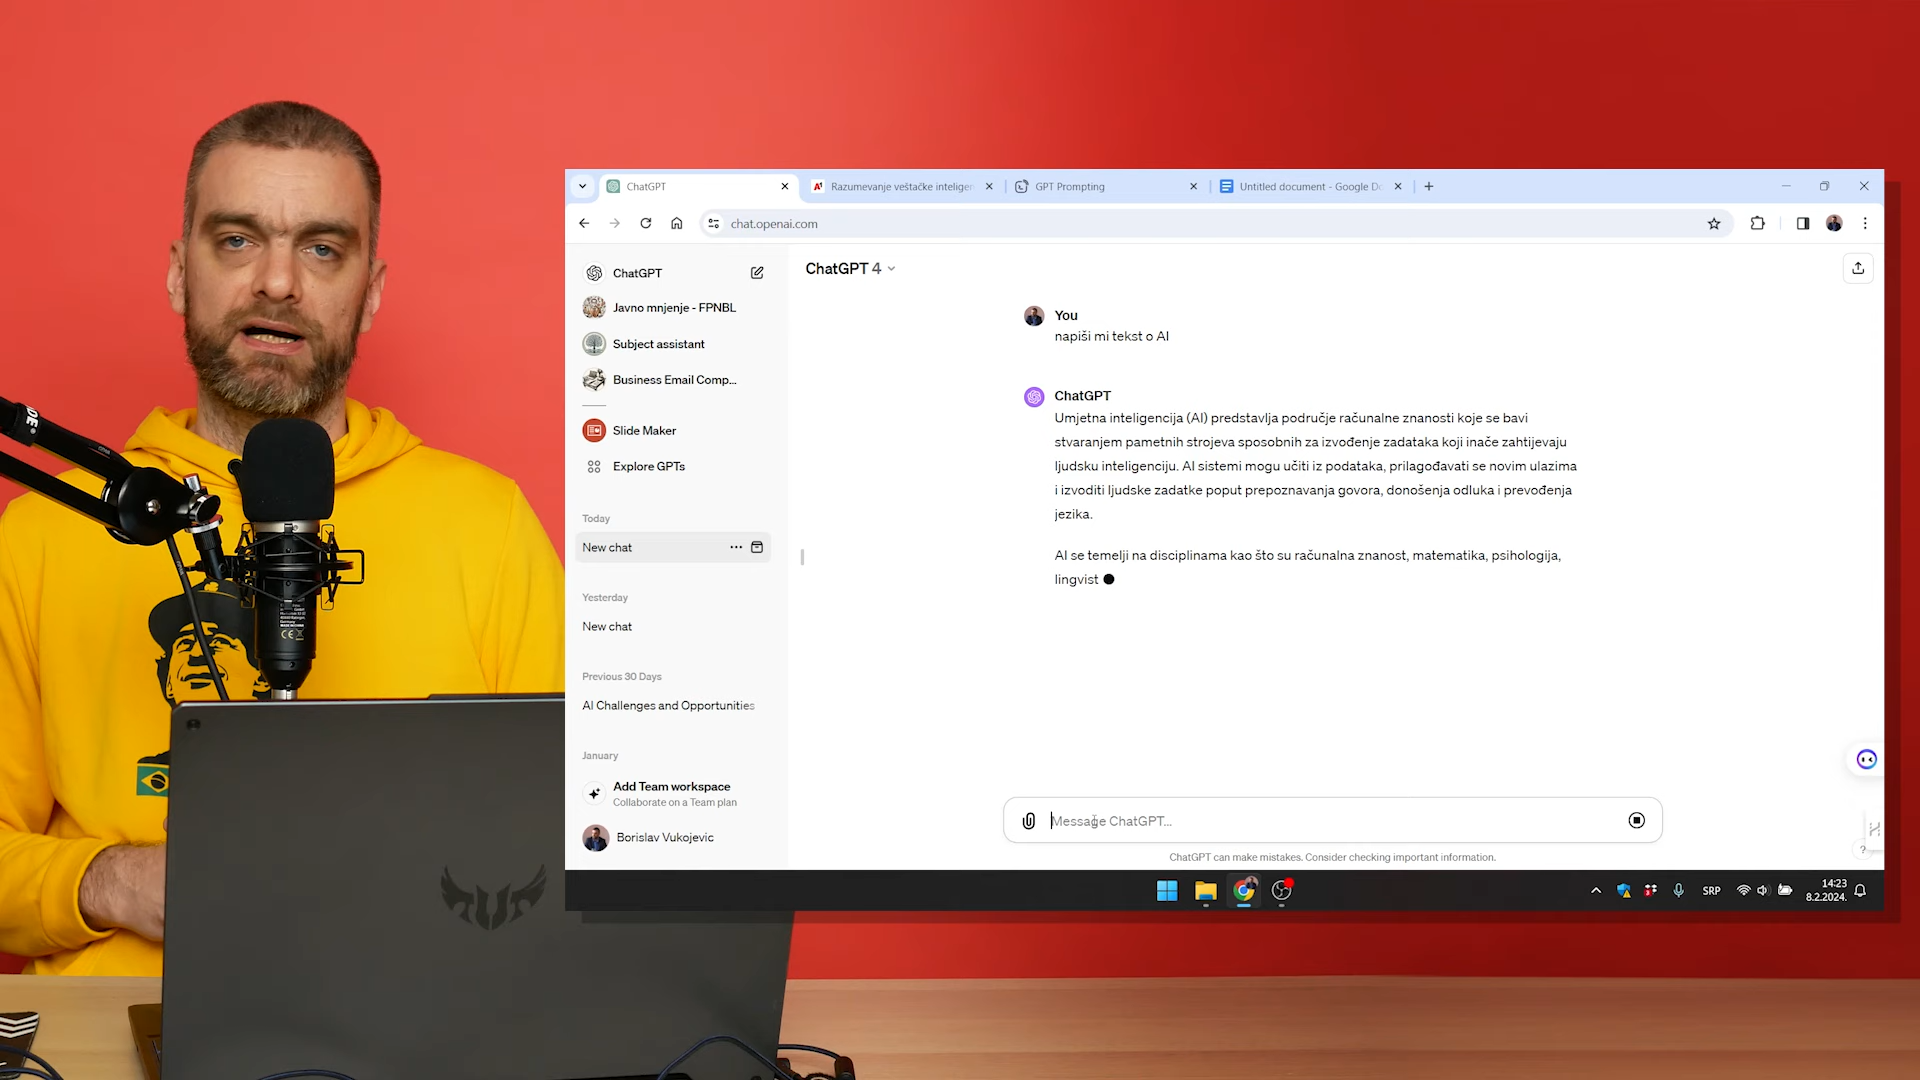 ChatGPT
Razumevanje veštačke inteliger
GPT Prompting
Untitled document - Google Do
chat.openai.com
ChatGPT
Javno mnjenje - FPNBL
Subject assistant
Business Email Comp...
Slide Maker
Explore GPTs
Today
New chat
Yesterday
New chat
Previous 30 Days
AI Challenges and Opportunities
January
Add Team workspace
Collaborate on a Team plan
Borislav Vukojevic
ChatGPT 4
You
napiši mi tekst o AI
ChatGPT
Umjetna inteligencija (AI) predstavlja područje računalne znanosti koje se bavi
stvaranjem pametnih strojeva sposobnih za izvođenje zadataka koji inače zahtijevaju
ljudsku inteligenciju. AI sistemi mogu učiti iz podataka, prilagođavati se novim ulazima
i izvoditi ljudske zadatke poput prepoznavanja govora, donošenja odluka i prevođenja
jezika.
AI se temelji na disciplinama kao što su računalna znanost, matematika, psihologija,
lingvist
Message ChatGPT...
ChatGPT can make mistakes. Consider checking important information.
?
SRP
14:23
8.2.2024.